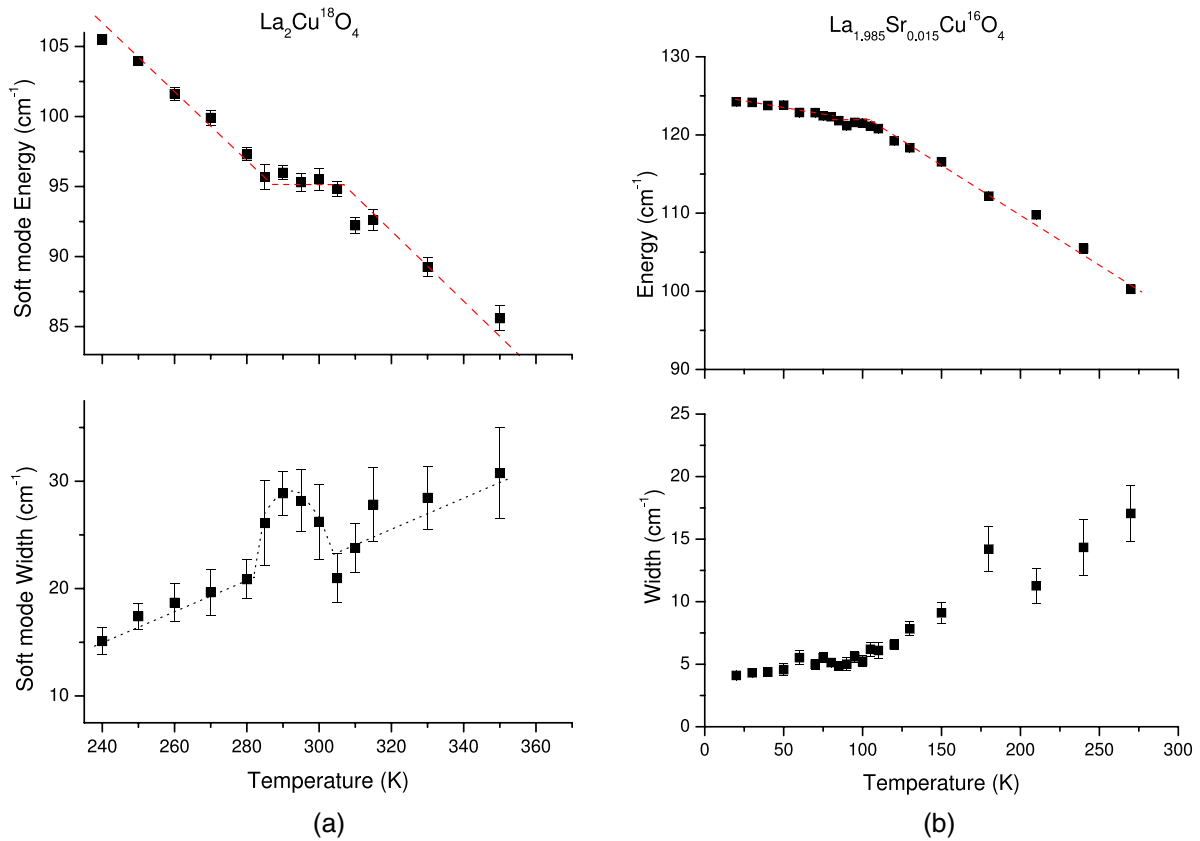 La₂Cu¹⁸O₄
105
100
95
90
85
Soft mode Energy (cm⁻¹)
30
20
10
Soft mode Width (cm⁻¹)
240 260 280 300 320 340 360
Temperature (K)
(a)
La₁.₉₈₅Sr₀.₀₁₅Cu¹⁶O₄
130
120
110
100
90
Energy (cm⁻¹)
25
20
15
10
5
0
Width (cm⁻¹)
0 50 100 150 200 250 300
Temperature (K)
(b)